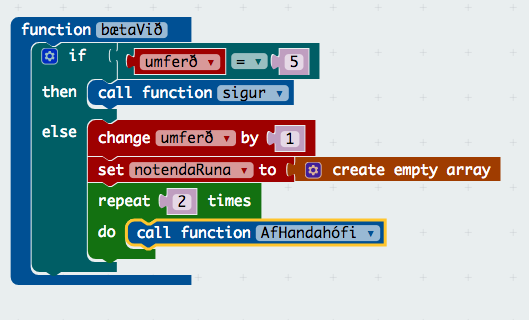 function bætaVið
if umferð = 5
then call function sigur
else change umferð by 1
set notendaRuna to create empty array
repeat 2 times
do call function AfHandahófi